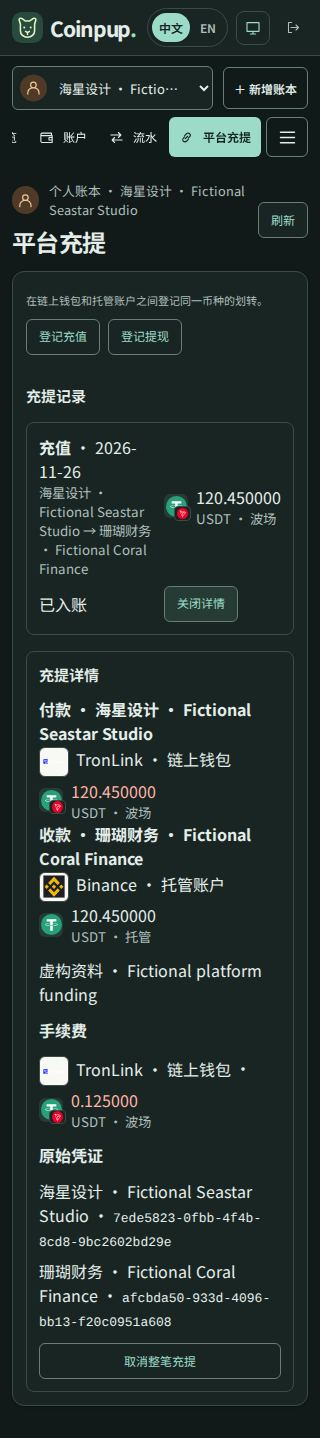 Coinpup.
中文
EN
海星设计 · Fictio···
+ 新增账本
账户
流水
平台充提
个人账本 · 海星设计 · Fictional
Seastar Studio
刷新
平台充提
在链上钱包和托管账户之间登记同一币种的划转。
登记充值
登记提现
充提记录
充值 · 2026-
11-26
海星设计 ·
Fictional Seastar
Studio → 珊瑚财务
· Fictional Coral
Finance
120.450000
USDT · 波场
已入账
关闭详情
充提详情
付款 · 海星设计 · Fictional
Seastar Studio
TronLink · 链上钱包
120.450000
USDT · 波场
收款 · 珊瑚财务 · Fictional
Coral Finance
Binance · 托管账户
120.450000
USDT · 托管
虚构资料 · Fictional platform
funding
手续费
TronLink · 链上钱包 ·
0.125000
USDT · 波场
原始凭证
海星设计 · Fictional Seastar
Studio · 7ede5823-0fbb-4f4b-
8cd8-9bc2602bd29e
珊瑚财务 · Fictional Coral
Finance · afcbda50-933d-4096-
bb13-f20c0951a608
取消整笔充提